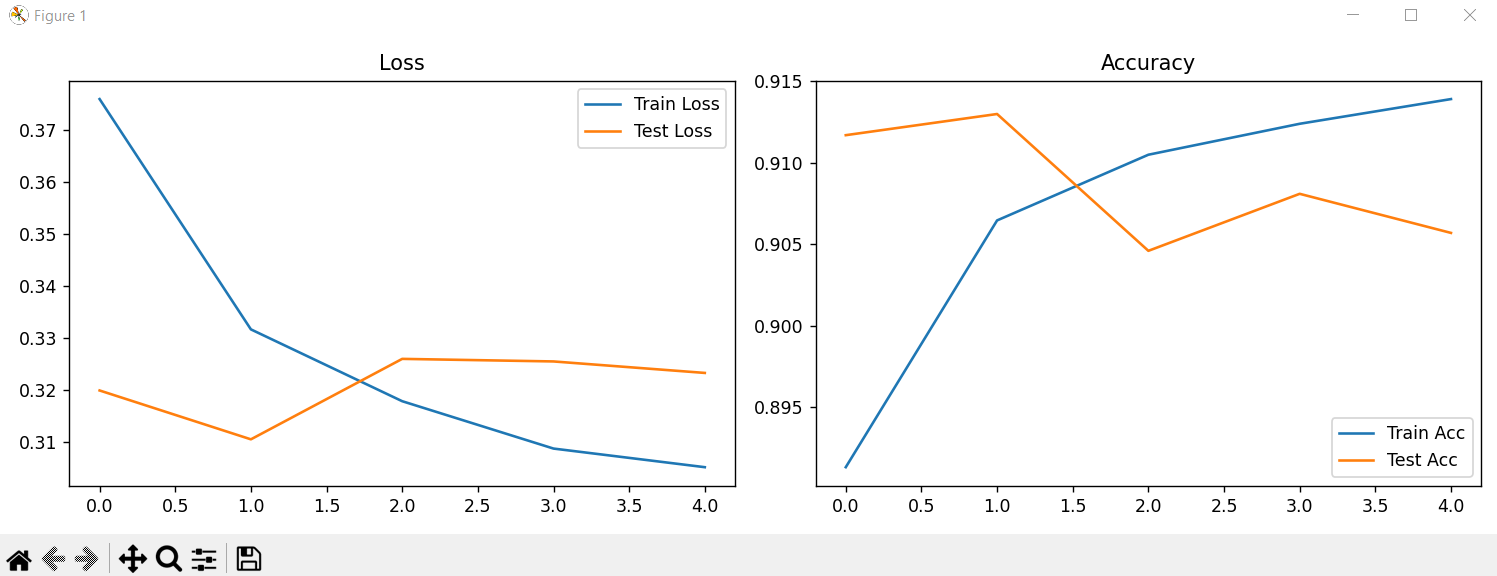 Figure 1
Loss
Train Loss
Test Loss
0.37
0.36
0.35
0.34
0.33
0.32
0.31
0.0 0.5 1.0 1.5 2.0 2.5 3.0 3.5 4.0
Accuracy
0.915
0.910
0.905
0.900
0.895
Train Acc
Test Acc
0.0 0.5 1.0 1.5 2.0 2.5 3.0 3.5 4.0